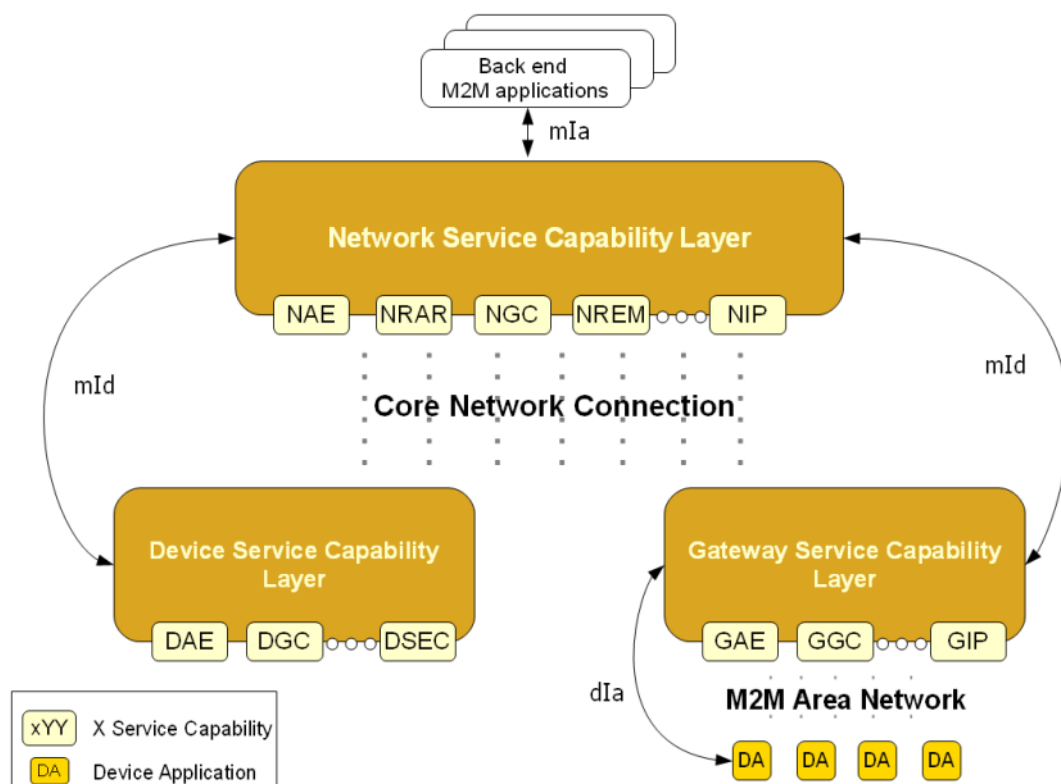 Back end
M2M applications
mIa
Network Service Capability Layer
NAE NRAR NGC NREM NIP
mId
mId
Core Network Connection
Device Service Capability
Layer
Gateway Service Capability
Layer
DAE DGC DSEC
GAE GGC GIP
dIa
M2M Area Network
xYY X Service Capability
DA Device Application
DA DA DA DA